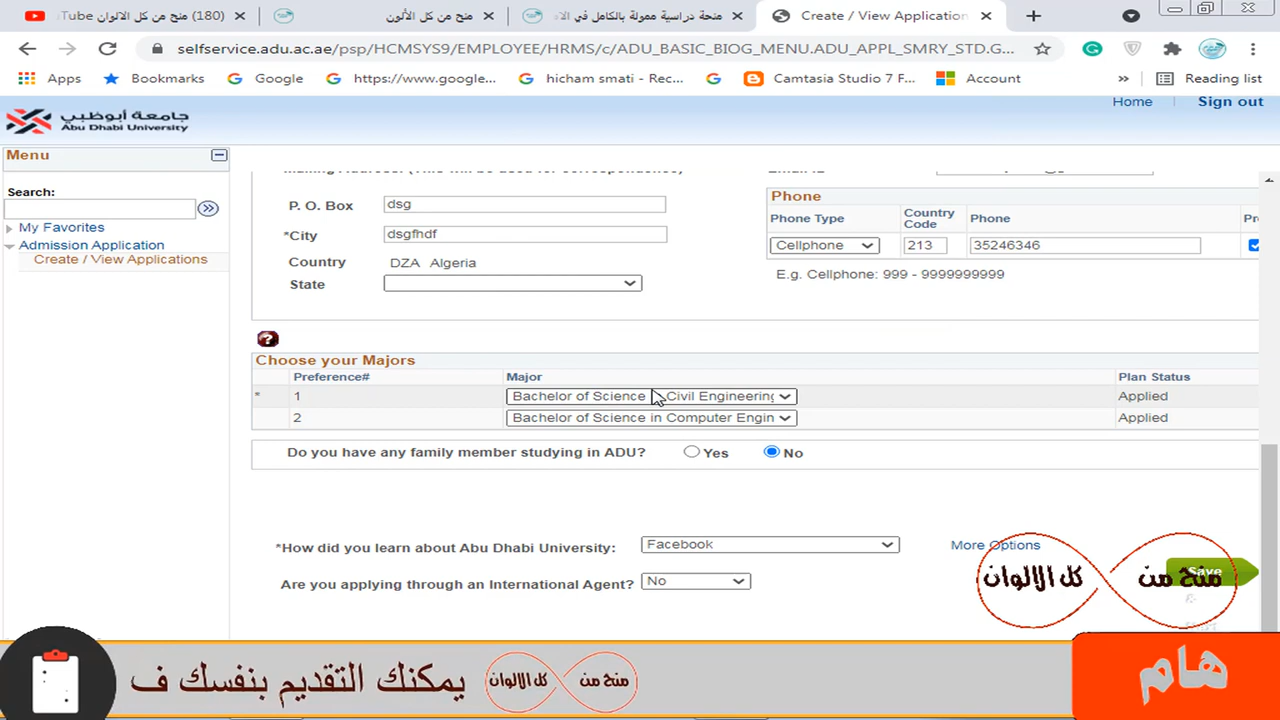 (180) منح من كل الالوان Tube
منح من كل الألون
منحة دراسية ممولة بالكامل في الا
Create / View Application
selfservice.adu.ac.ae/psp/HCMSYS9/EMPLOYEE/HRMS/c/ADU_BASIC_BIOG_MENU.ADU_APPL_SMRY_STD.G...
Apps Bookmarks Google https://www.google,... hicham smati - Rec... Camtasia Studio 7 F... Account » Reading list
Home Sign out
جامعة أبوظبي
Abu Dhabi University
Menu
Search:
My Favorites
Admission Application
Create / View Applications
P. O. Box dsg
*City dsgfhdf
Country DZA Algeria
State
Phone
Phone Type Country Code Phone
Cellphone 213 35246346
E.g. Cellphone: 999 - 9999999999
Choose your Majors
Preference# Major Plan Status
* 1 Bachelor of Science Civil Engineering Applied
2 Bachelor of Science in Computer Engin Applied
Do you have any family member studying in ADU? Yes No
*How did you learn about Abu Dhabi University: Facebook More Options
Are you applying through an International Agent? No
Save
منح من كل الالوان
يمكنك التقديم بنفسك ف
منح من كل الالوان
هام